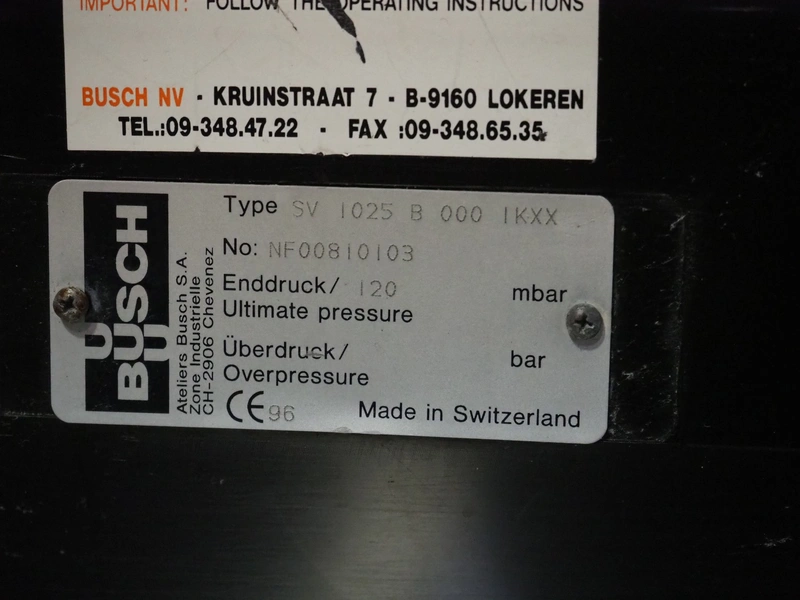 IMPORTANT: FOLLOW THE OPERATING INSTRUCTIONS
BUSCH NV - KRUINSTRAAT 7 - B-9160 LOKEREN
TEL.:09-348.47.22 - FAX :09-348.65.35
BUSCH
Ateliers Busch S.A.
Zone Industrielle
CH-2906 Chevenez
Type SV 1025 B 000 IKXX
No: NF00810103
Enddruck/ 120 mbar
Ultimate pressure
Überdruck/ bar
Overpressure
CE 96 Made in Switzerland